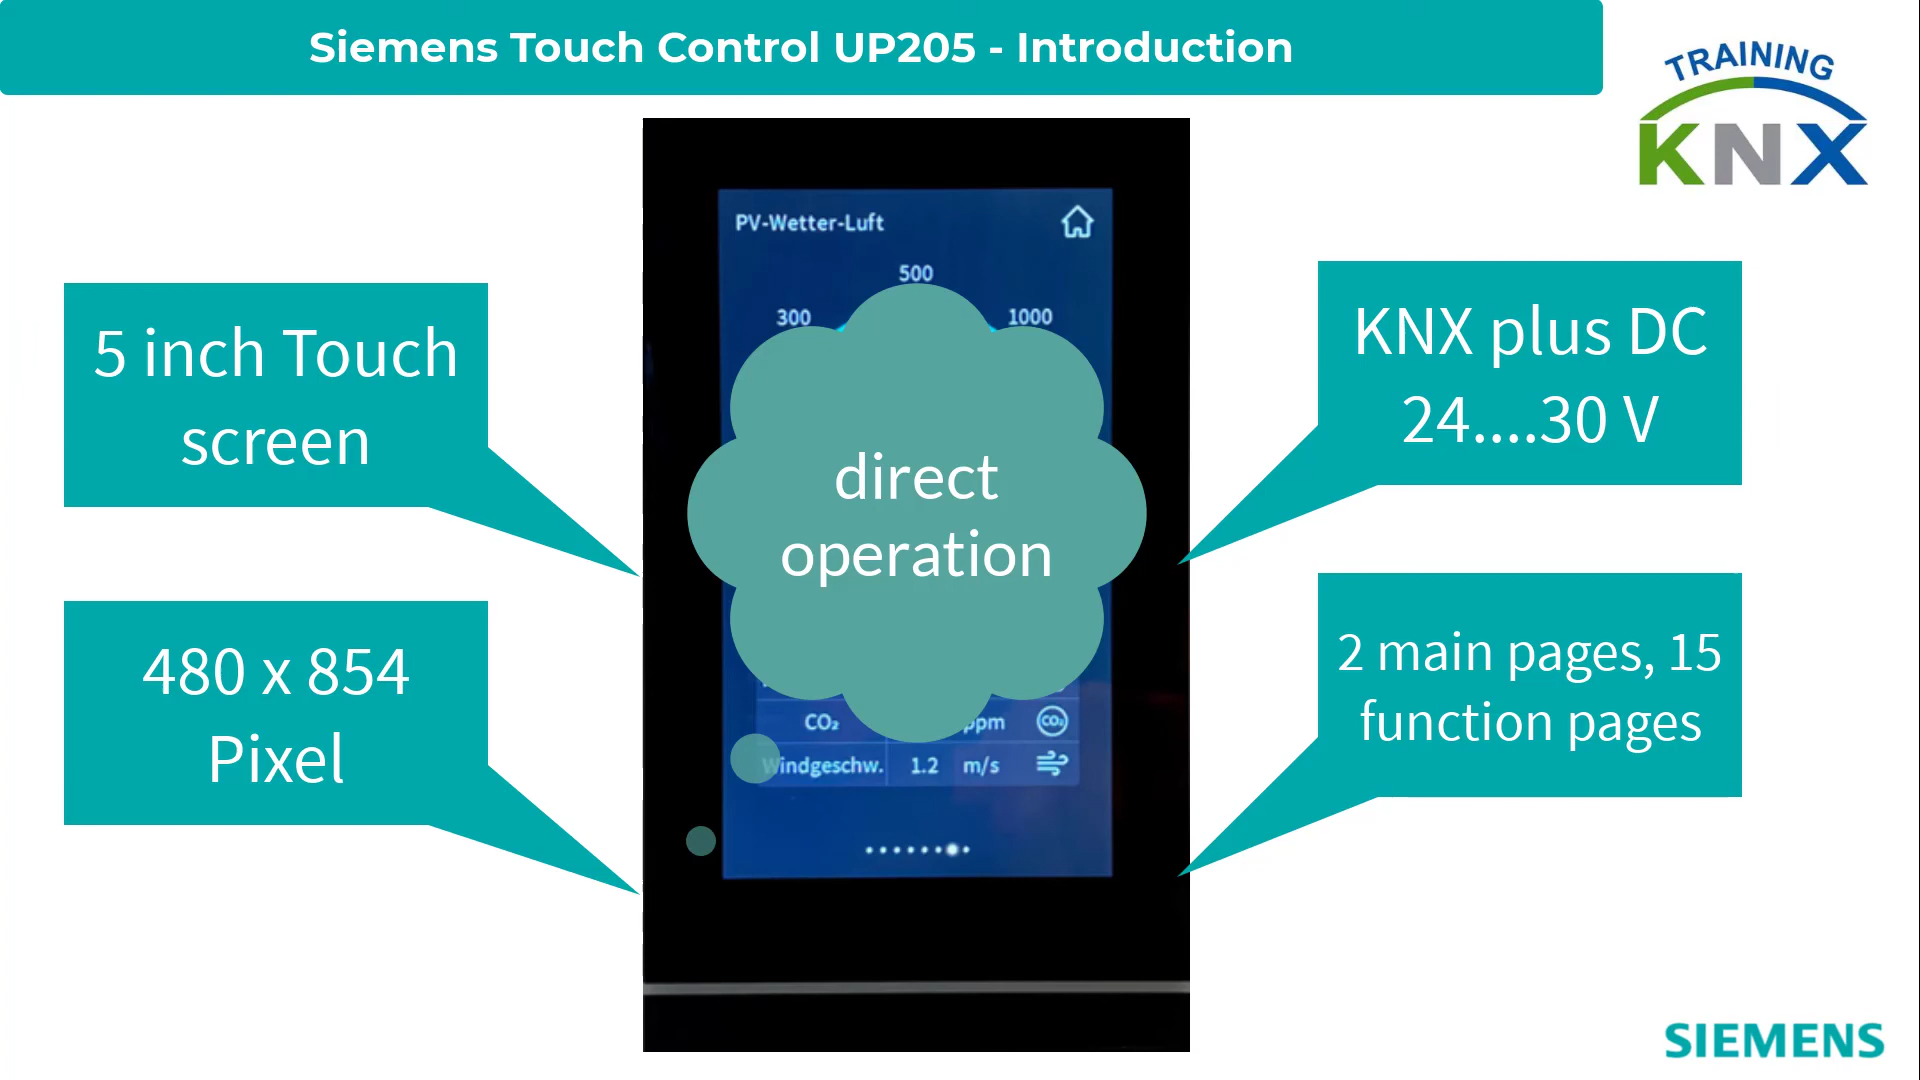 Siemens Touch Control UP205 - Introduction
TRAINING
KNX
PV-Wetter-Luft
500
300
1000
5 inch Touch
screen
480 x 854
Pixel
direct
operation
KNX plus DC
24....30 V
2 main pages, 15
function pages
CO₂
ppm
CO₂
Windgeschw.
1.2
m/s
SIEMENS